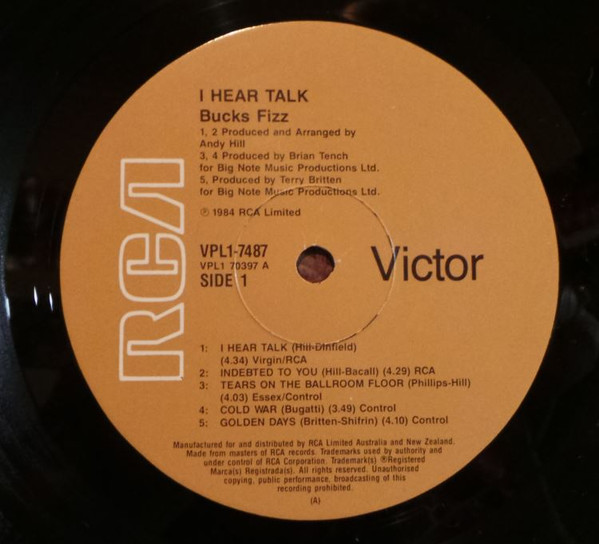 I HEAR TALK
Bucks Fizz
1, 2 Produced and Arranged by
Andy Hill
3, 4 Produced by Brian Tench
for Big Note Music Productions Ltd.
5, Produced by Terry Britten
for Big Note Music Productions Ltd.
℗ 1984 RCA Limited
RCA
VPL1-7487
VPL1 70397 A
SIDE 1
Victor
1: I HEAR TALK (Hill-Dinfield)
(4.34) Virgin/RCA
2: INDEBTED TO YOU (Hill-Bacall) (4.29) RCA
3: TEARS ON THE BALLROOM FLOOR (Phillips-Hill)
(4.03) Essex/Control
4: COLD WAR (Bugatti) (3.49) Control
5: GOLDEN DAYS (Britten-Shifrin) (4.10) Control
Manufactured for and distributed by RCA Limited Australia and New Zealand.
Made from masters of RCA records. Trademarks used by authority and
under control of RCA Corporation. Trademark(s) ®Registered
Marca(s) Registrada(s). All rights reserved. Unauthorised
copying, public performance, broadcasting of this
recording prohibited.
(A)